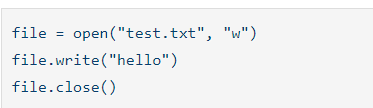 file = open("test.txt", "w")
file.write("hello")
file.close()